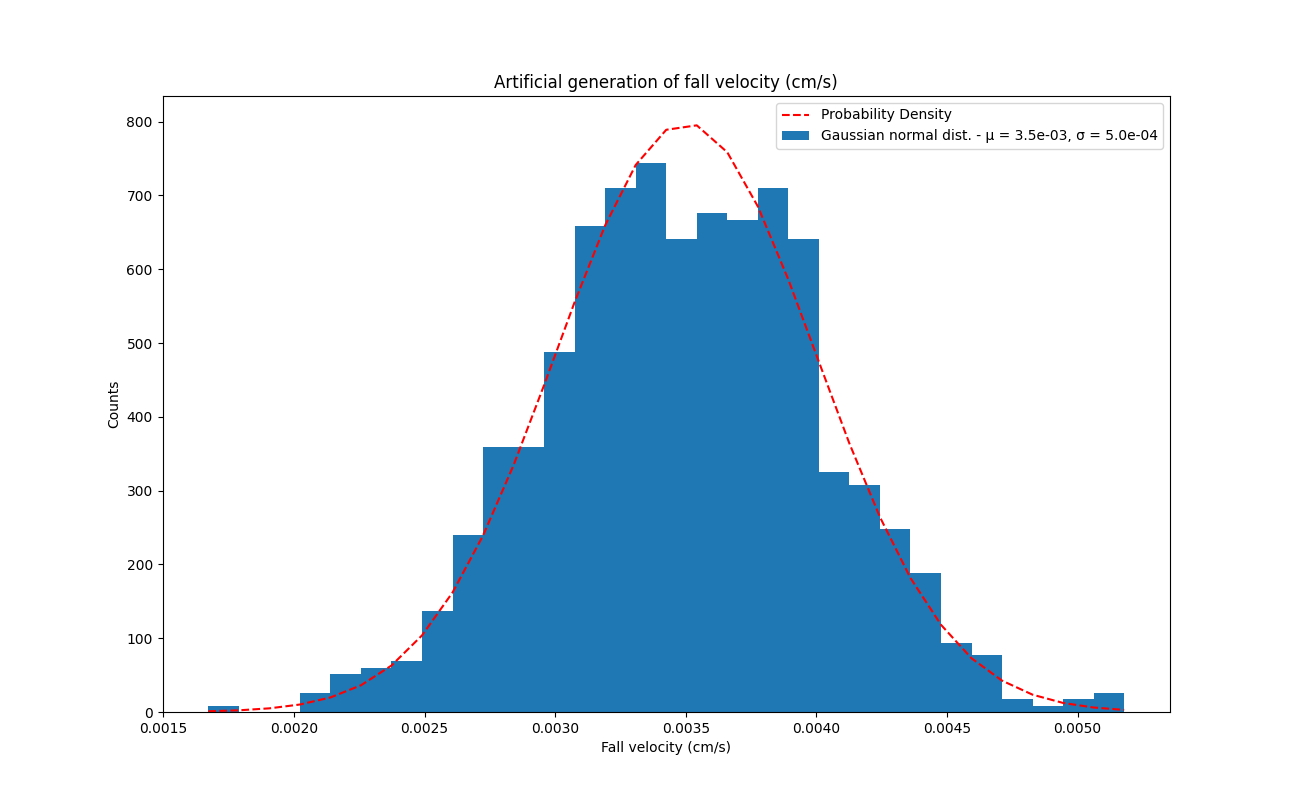 Artificial generation of fall velocity (cm/s)
Probability Density
Gaussian normal dist. - μ = 3.5e-03, σ = 5.0e-04
800
700
600
500
400
300
200
100
0
Counts
0.0015 0.0020 0.0025 0.0030 0.0035 0.0040 0.0045 0.0050
Fall velocity (cm/s)